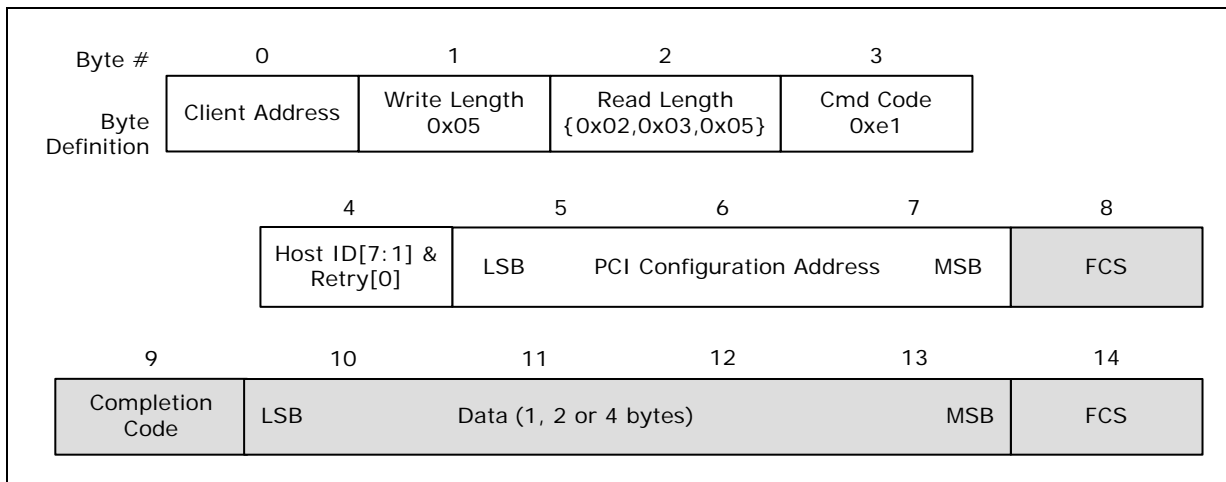 Byte # 0 1 2 3
Byte Definition
Client Address
Write Length
0x05
Read Length
{0x02,0x03,0x05}
Cmd Code
0xe1
4 5 6 7 8
Host ID[7:1] &
Retry[0]
LSB PCI Configuration Address MSB
FCS
9 10 11 12 13 14
Completion
Code
LSB Data (1, 2 or 4 bytes) MSB
FCS